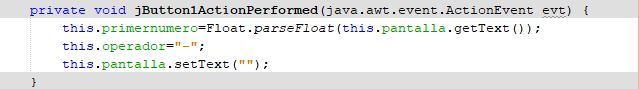 private void jButton1ActionPerformed(java.awt.event.ActionEvent evt) {
this.primernumero=Float.parseFloat(this.pantalla.getText());
this.operador="-";
this.pantalla.setText("");
}